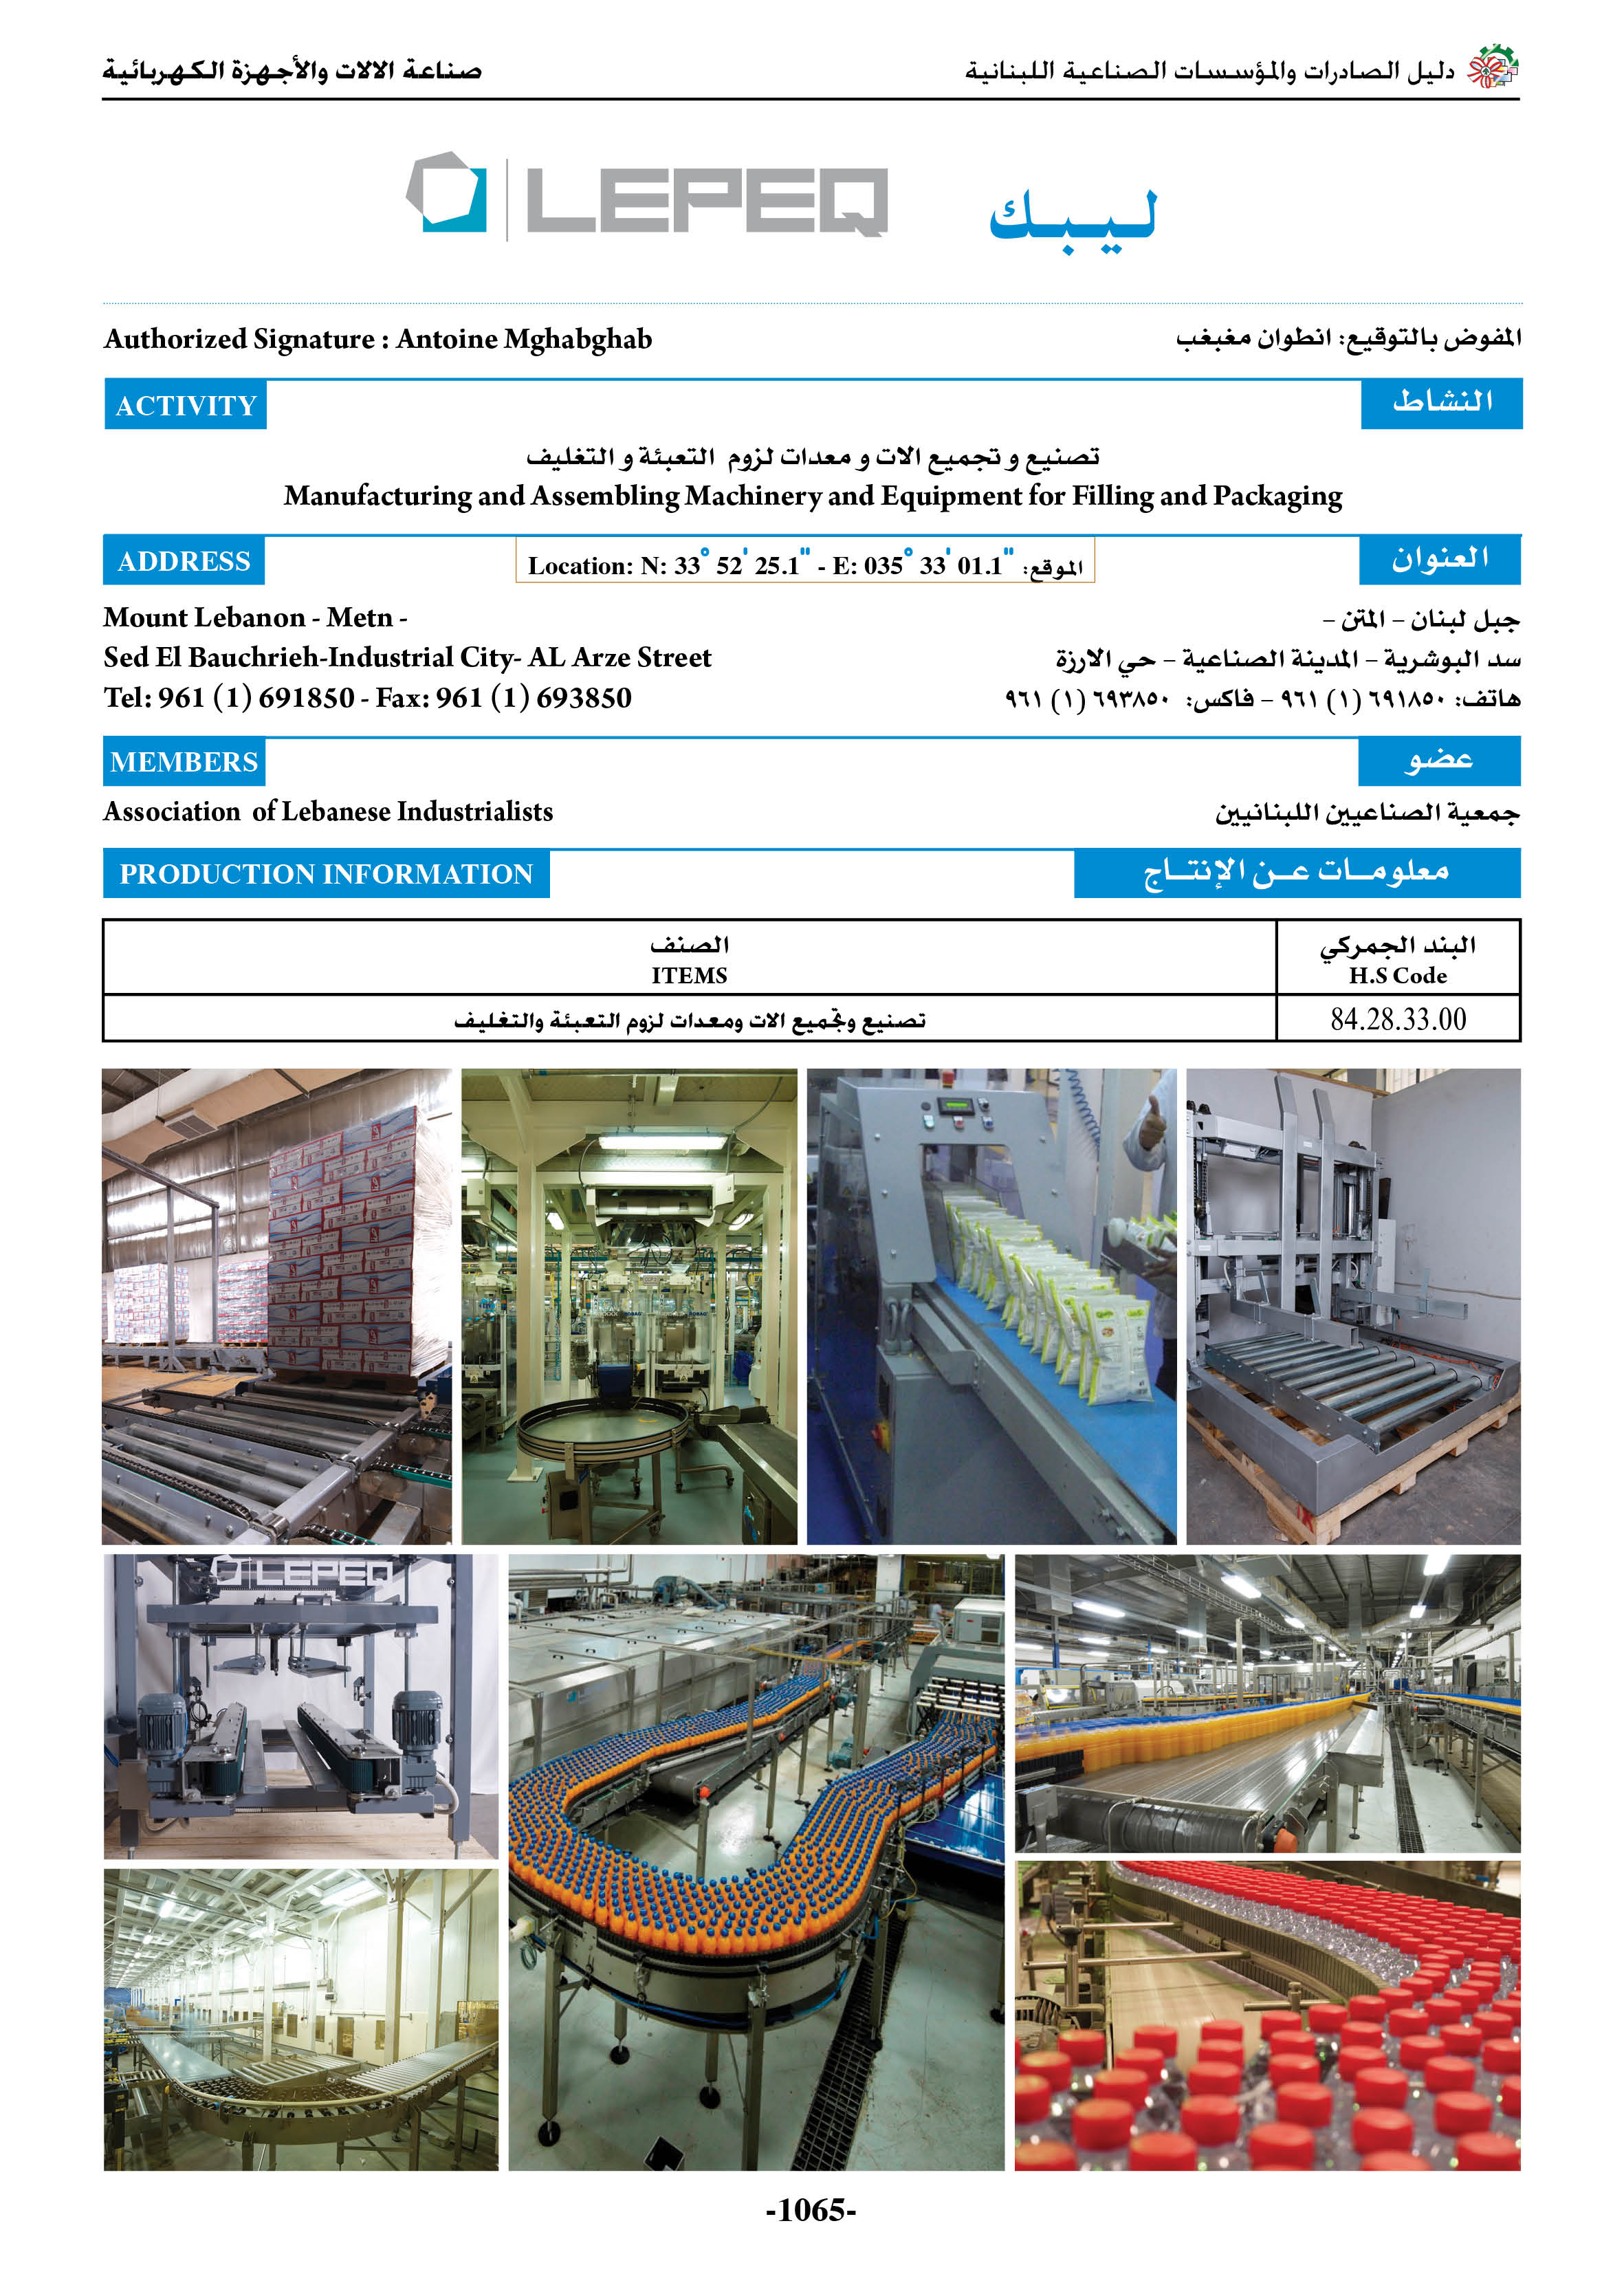 دليل الصادرات والمؤسسات الصناعية اللبنانية
صناعة الالات والأجهزة الكهربائية
LEPEQ
ليبك
Authorized Signature : Antoine Mghabghab
المفوض بالتوقيع: انطوان مغبغب
ACTIVITY
النشاط
تصنيع و تجميع الات و معدات لزوم التعبئة و التغليف
Manufacturing and Assembling Machinery and Equipment for Filling and Packaging
ADDRESS
Location: N: 33° 52' 25.1" - E: 035° 33' 01.1" :الموقع
العنوان
Mount Lebanon - Metn -
جبل لبنان – المتن –
Sed El Bauchrieh-Industrial City- AL Arze Street
سد البوشرية – المدينة الصناعية – حي الارزة
Tel: 961 (1) 691850 - Fax: 961 (1) 693850
هاتف: ٦٩١٨٥٠ (١) ٩٦١ – فاكس: ٦٩٣٨٥٠ (١) ٩٦١
MEMBERS
عضو
Association of Lebanese Industrialists
جمعية الصناعيين اللبنانيين
PRODUCTION INFORMATION
معلومـات عـن الإنتـاج
الصنف
ITEMS
البند الجمركي
H.S Code
تصنيع وتجميع الات ومعدات لزوم التعبئة والتغليف
84.28.33.00
LEPEQ
-1065-